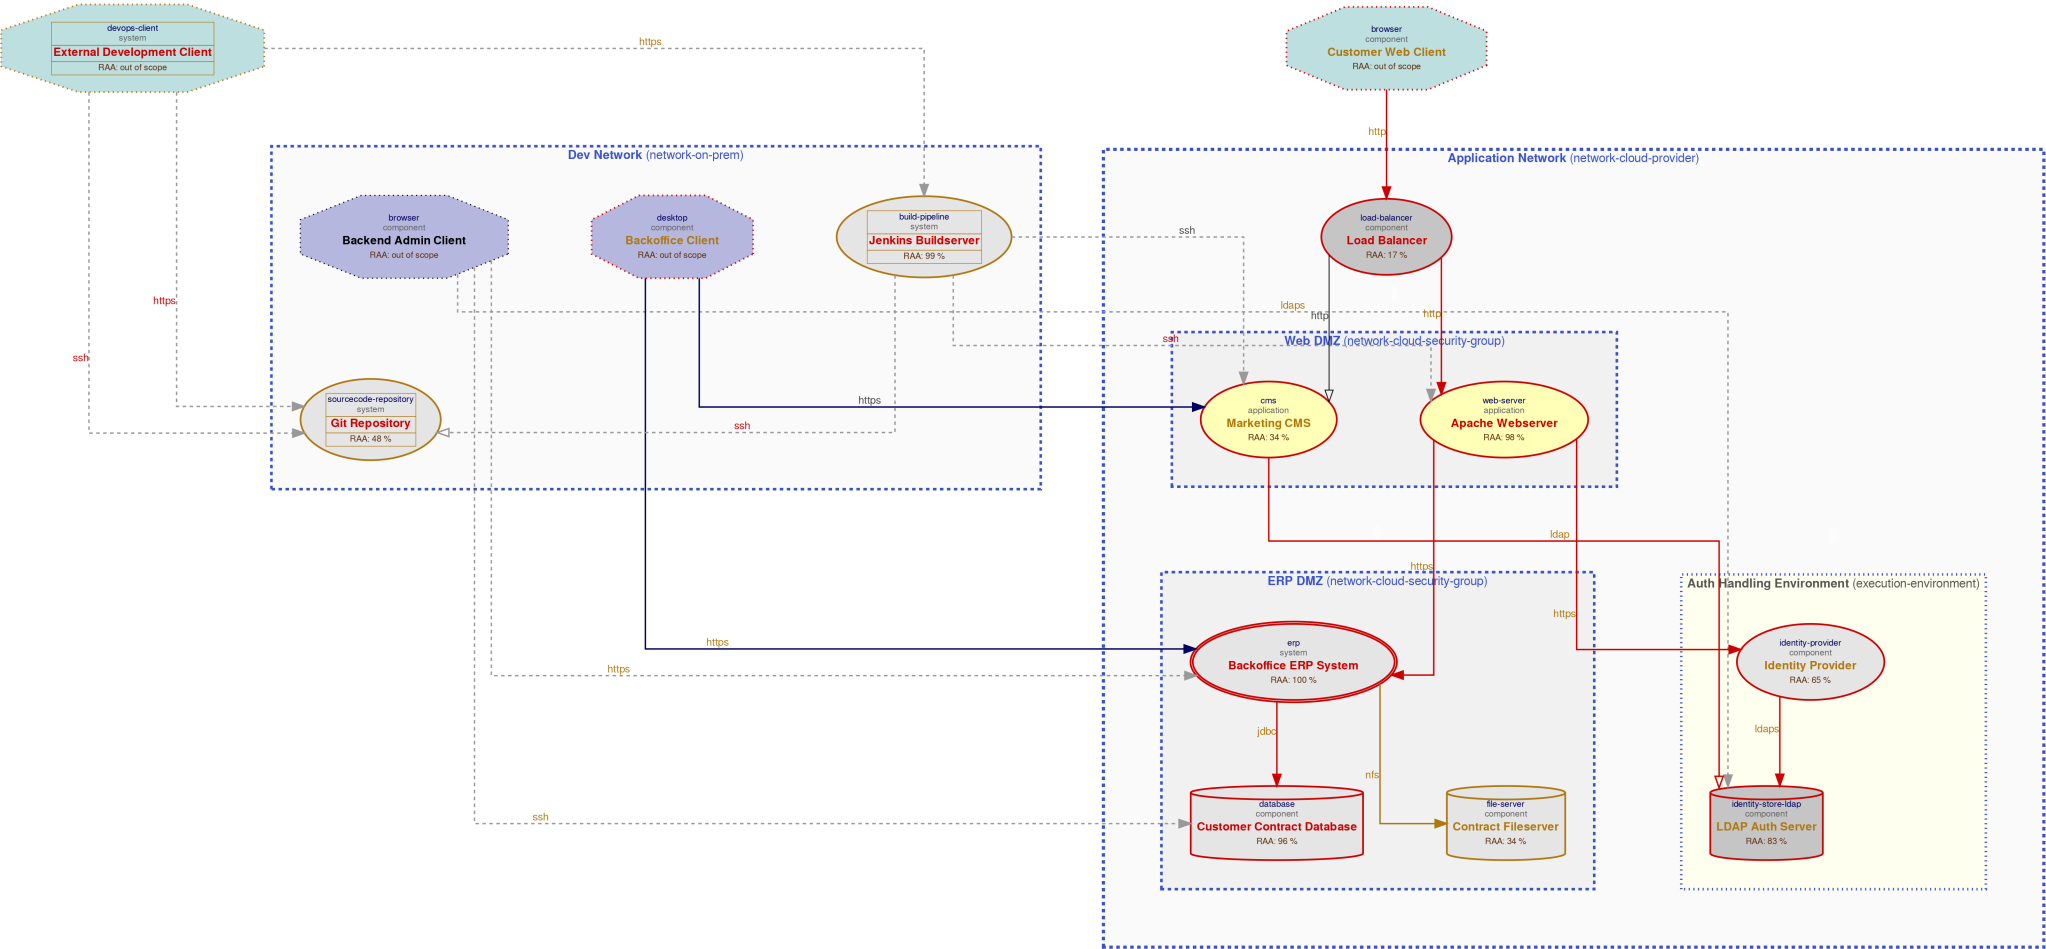 devops-client
system
External Development Client
RAA: out of scope
https
browser
component
Customer Web Client
RAA: out of scope
http
Dev Network (network-on-prem)
Application Network (network-cloud-provider)
browser
component
Backend Admin Client
RAA: out of scope
desktop
component
Backoffice Client
RAA: out of scope
build-pipeline
system
Jenkins Buildserver
RAA: 99 %
ssh
load-balancer
component
Load Balancer
RAA: 17 %
https
ldaps
http
http
ssh
ssh
Web DMZ (network-cloud-security-group)
sourcecode-repository
system
Git Repository
RAA: 48 %
ssh
https
cms
application
Marketing CMS
RAA: 34 %
web-server
application
Apache Webserver
RAA: 98 %
ldap
https
ERP DMZ (network-cloud-security-group)
Auth Handling Environment (execution-environment)
https
https
https
erp
system
Backoffice ERP System
RAA: 100 %
identity-provider
component
Identity Provider
RAA: 65 %
jdbc
ldaps
nfs
ssh
database
component
Customer Contract Database
RAA: 96 %
file-server
component
Contract Fileserver
RAA: 34 %
identity-store-ldap
component
LDAP Auth Server
RAA: 83 %